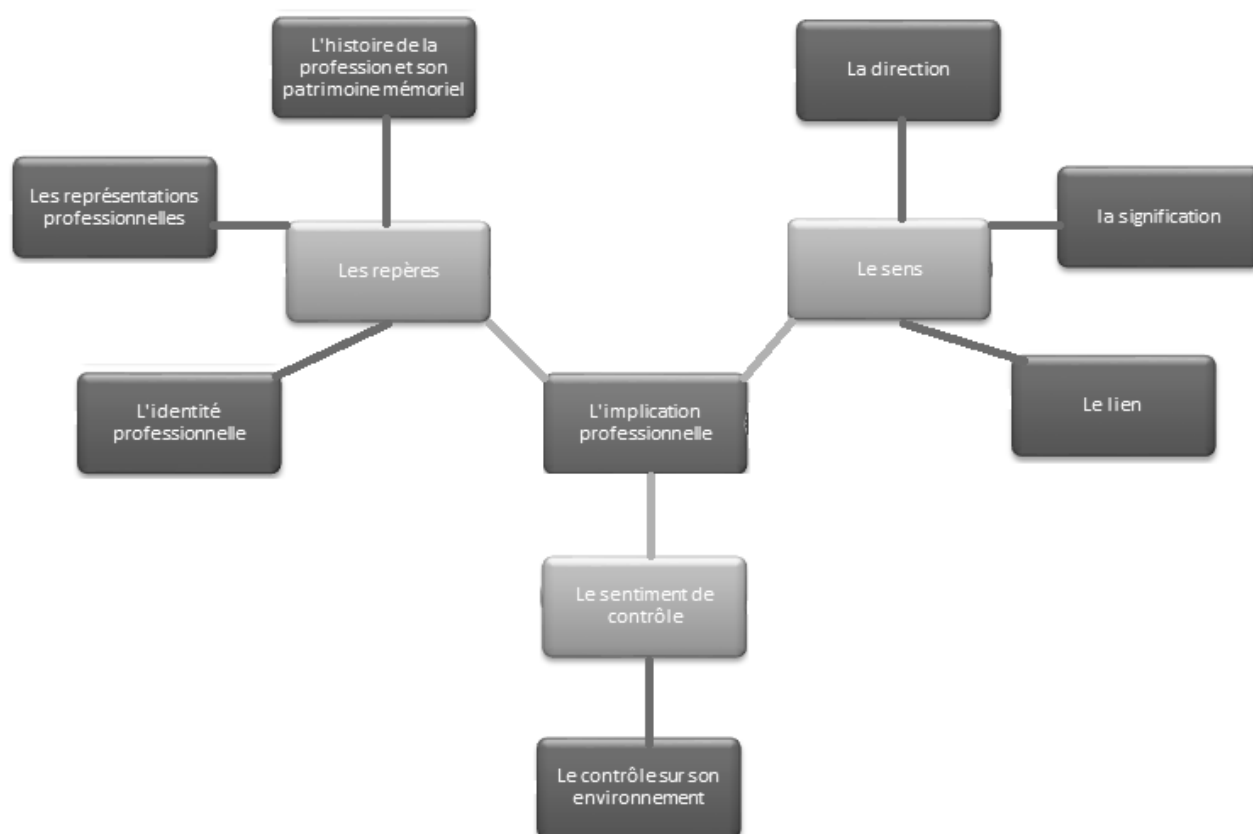 L'histoire de la
profession et son
patrimoine mémoriel
La direction
Les représentations
professionnelles
la signification
Les repères
Le sens
L'identité
professionnelle
L'implication
professionnelle
Le lien
Le sentiment de
contrôle
Le contrôle sur son
environnement